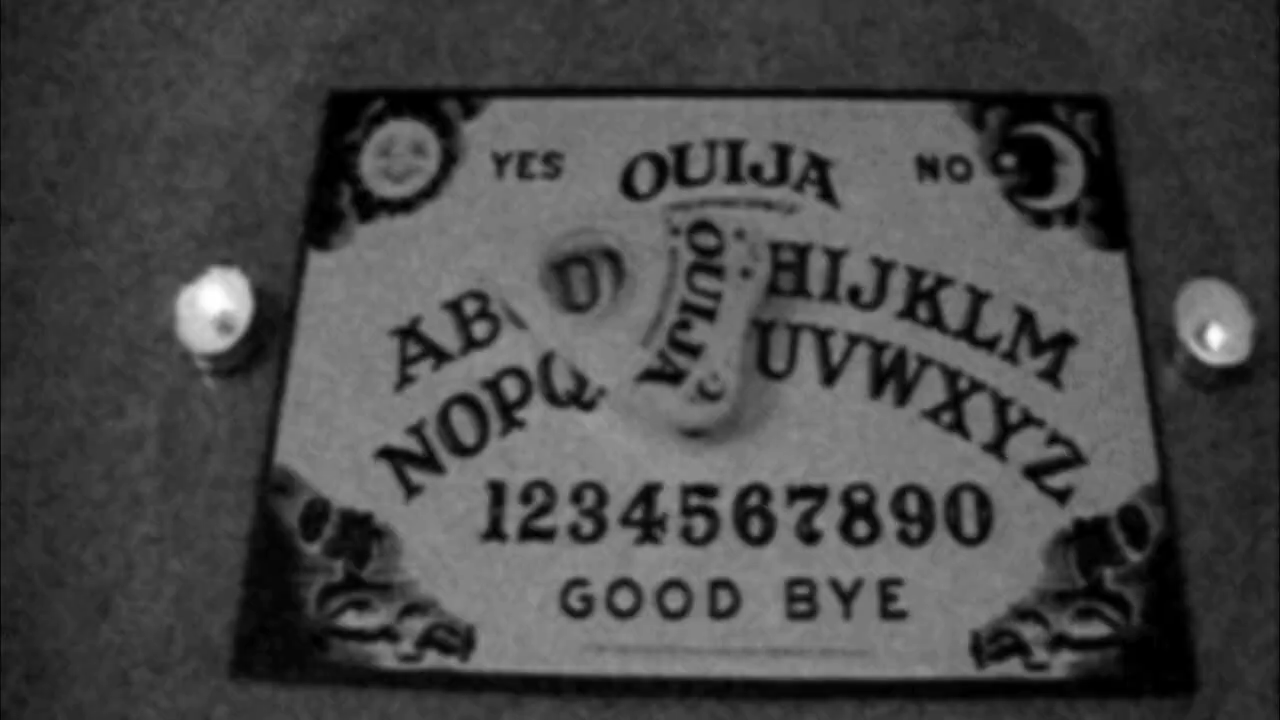 YES OUIJA NO
OUIJA
AB D HIJKLM
NOPQ UVWXYZ
1234567890
GOOD BYE